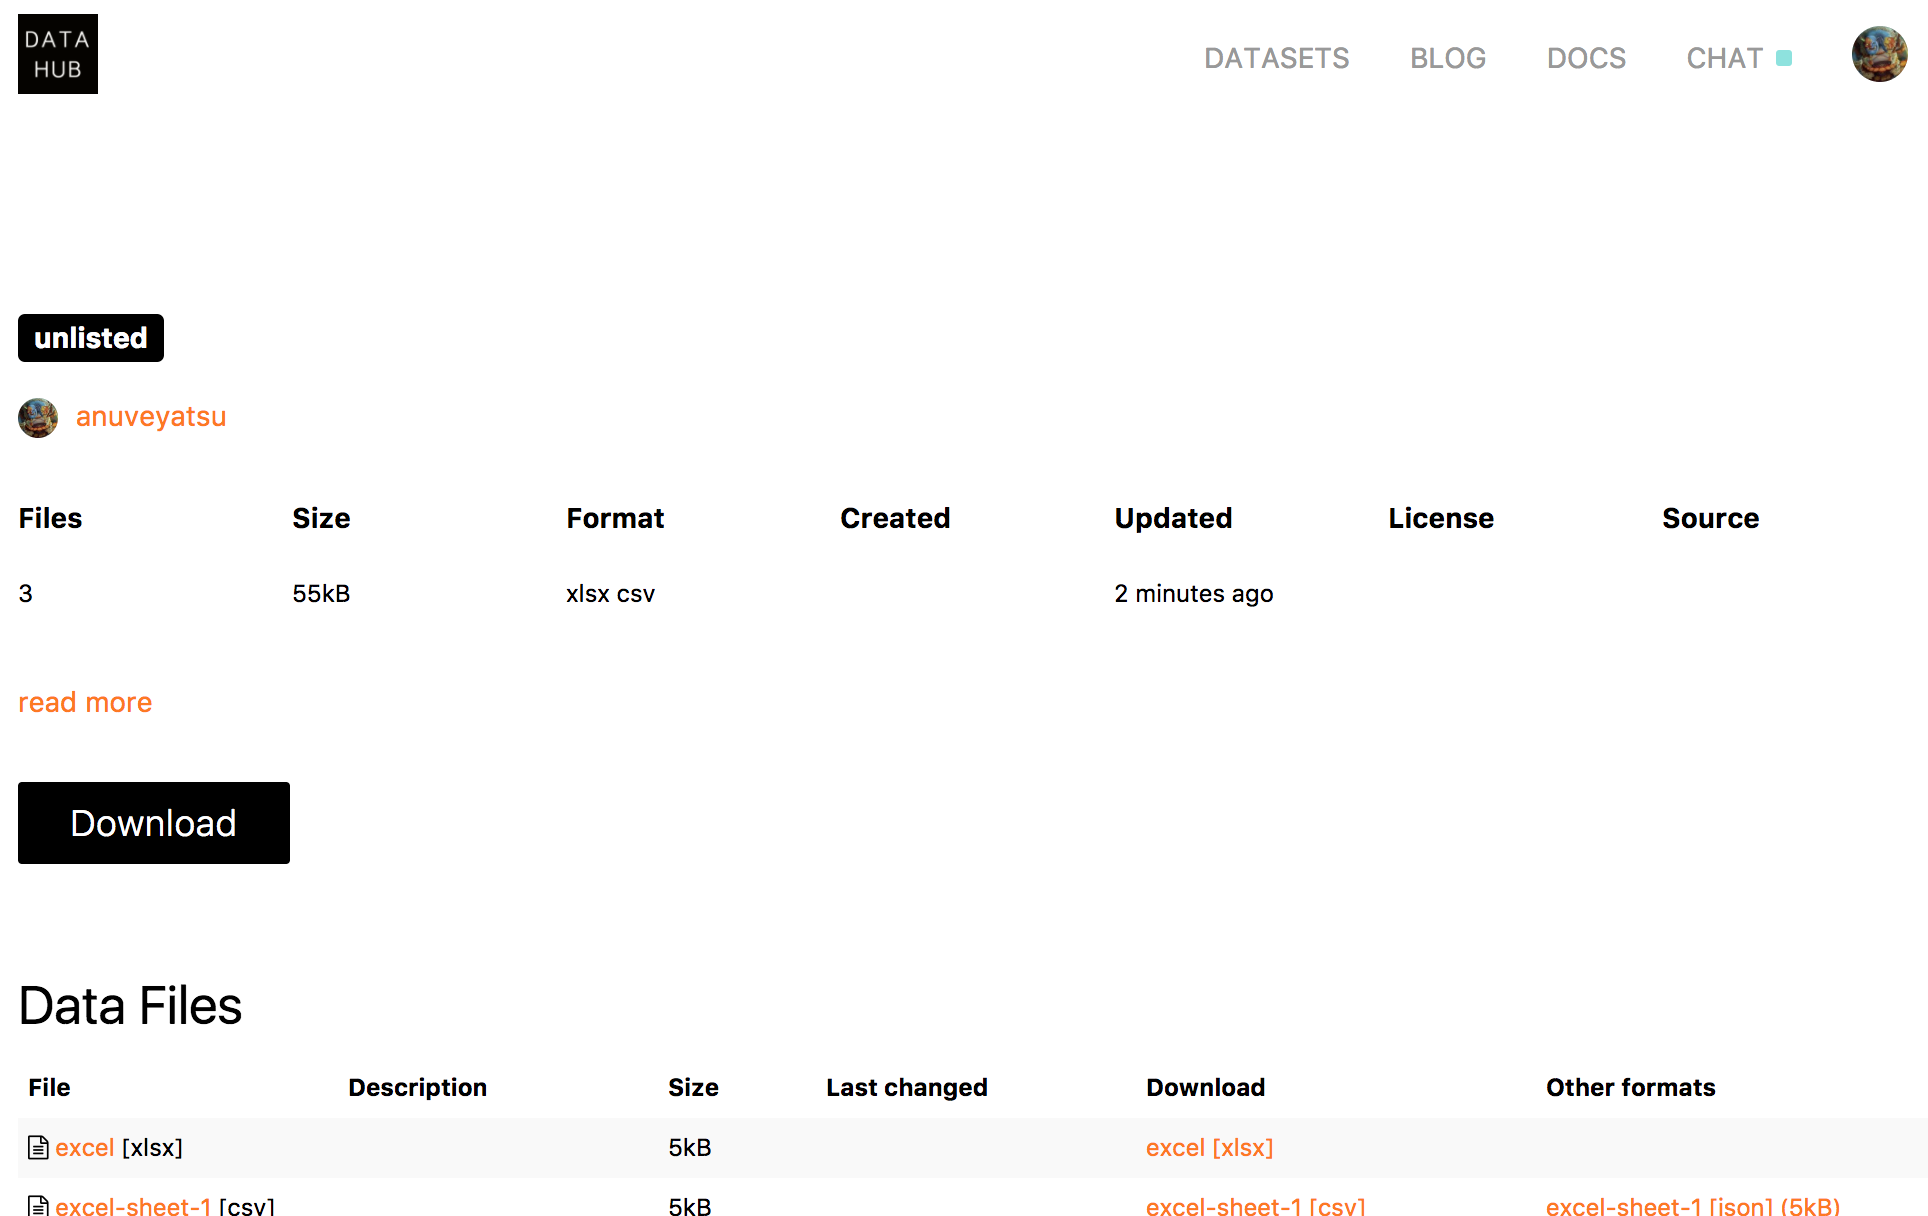 DATA
HUB
DATASETS BLOG DOCS CHAT
unlisted
anuveyatsu
Files Size Format Created Updated License Source
3 55kB xlsx csv 2 minutes ago
read more
Download
Data Files
File Description Size Last changed Download Other formats
excel [xlsx] 5kB excel [xlsx]
excel-sheet-1 [csv] 5kB excel-sheet-1 [csv] excel-sheet-1 [json] (5kB)